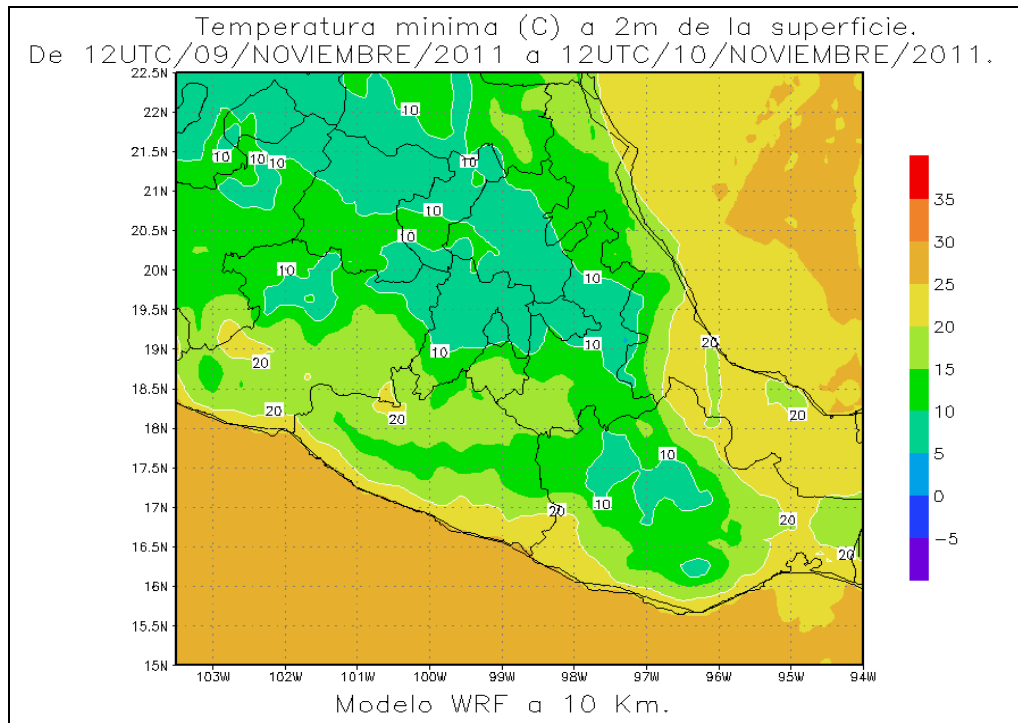 Temperatura minima (C) a 2m de la superficie.
De 12UTC/09/NOVIEMBRE/2011 a 12UTC/10/NOVIEMBRE/2011.
22.5N
22N
21.5N
21N
20.5N
20N
19.5N
19N
18.5N
18N
17.5N
17N
16.5N
16N
15.5N
15N
10
10
10
10
10
10
10
10
10
10
20
10
10
20
20
20
20
10
10
20
20
20
103W
102W
101W
100W
99W
98W
97W
96W
95W
94W
35
30
25
20
15
10
5
0
−5
Modelo WRF a 10 Km.